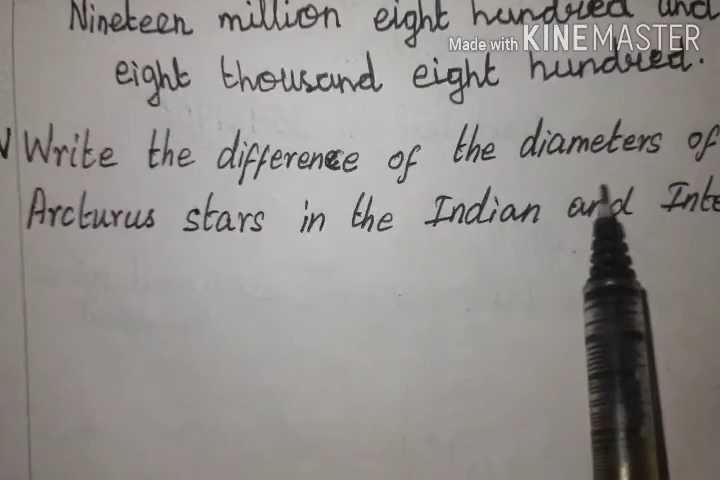 Nineteen million eight hundred and
Made with KINEMASTER
eight thousand eight hundred.
Write the difference of the diameters of
Arcturus stars in the Indian and Inte